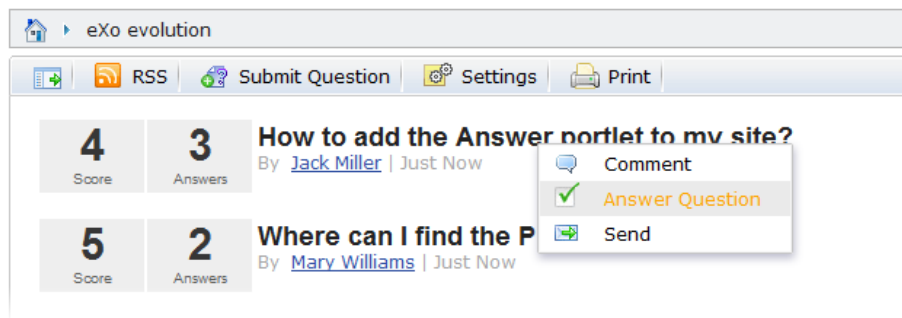 eXo evolution
RSS Submit Question Settings Print
4 3 How to add the Answer portlet to my site?
Score Answers By Jack Miller | Just Now
Comment
Answer Question
Send
5 2 Where can I find the
Score Answers By Mary Williams | Just Now